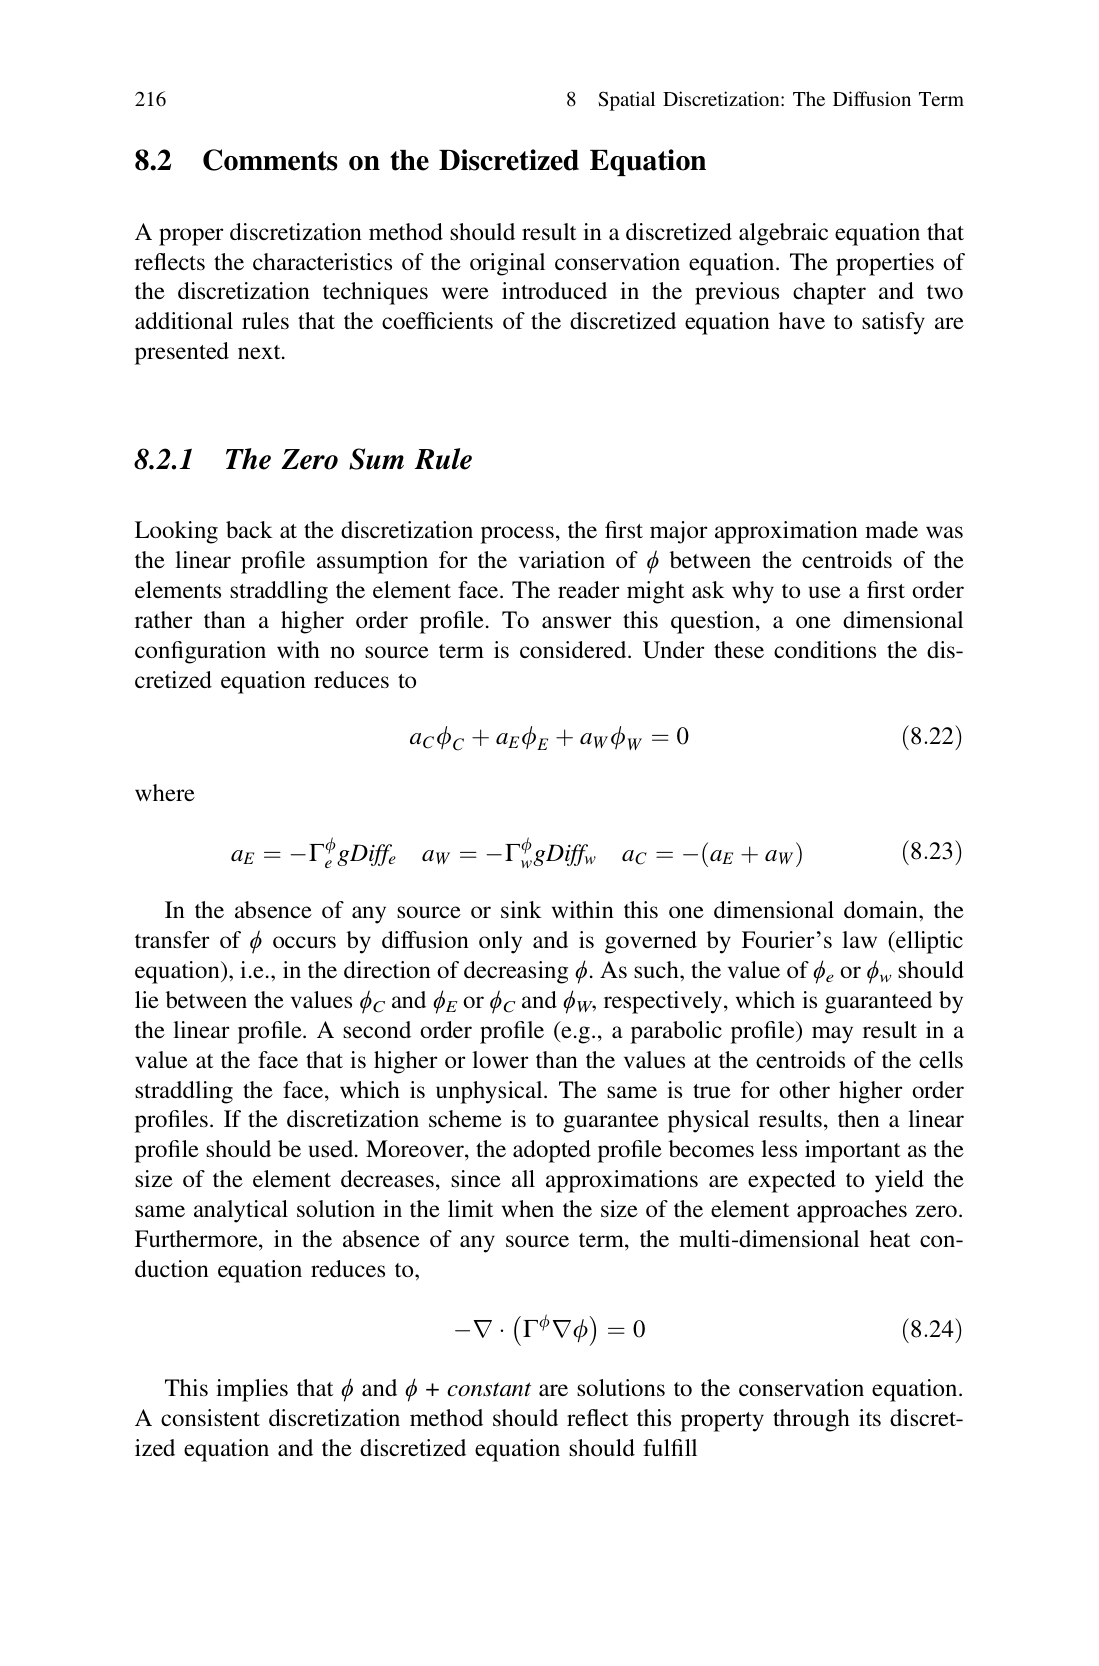 216
8 Spatial Discretization: The Diffusion Term
8.2 Comments on the Discretized Equation
A proper discretization method should result in a discretized algebraic equation that
reflects the characteristics of the original conservation equation. The properties of
the discretization techniques were introduced in the previous chapter and two
additional rules that the coefficients of the discretized equation have to satisfy are
presented next.
8.2.1 The Zero Sum Rule
Looking back at the discretization process, the first major approximation made was
the linear profile assumption for the variation of ϕ between the centroids of the
elements straddling the element face. The reader might ask why to use a first order
rather than a higher order profile. To answer this question, a one dimensional
configuration with no source term is considered. Under these conditions the dis-
cretized equation reduces to
$a_C\phi_C + a_E\phi_E + a_W\phi_W = 0$ (8.22)
where
$a_E = -\Gamma_e^{\phi} gDiff_e \quad a_W = -\Gamma_w^{\phi} gDiff_w \quad a_C = -(a_E + a_W)$ (8.23)
In the absence of any source or sink within this one dimensional domain, the
transfer of ϕ occurs by diffusion only and is governed by Fourier's law (elliptic
equation), i.e., in the direction of decreasing ϕ. As such, the value of $\phi_e$ or $\phi_w$ should
lie between the values $\phi_C$ and $\phi_E$ or $\phi_C$ and $\phi_W$, respectively, which is guaranteed by
the linear profile. A second order profile (e.g., a parabolic profile) may result in a
value at the face that is higher or lower than the values at the centroids of the cells
straddling the face, which is unphysical. The same is true for other higher order
profiles. If the discretization scheme is to guarantee physical results, then a linear
profile should be used. Moreover, the adopted profile becomes less important as the
size of the element decreases, since all approximations are expected to yield the
same analytical solution in the limit when the size of the element approaches zero.
Furthermore, in the absence of any source term, the multi-dimensional heat con-
duction equation reduces to,
$-\nabla \cdot (\Gamma^{\phi} \nabla \phi) = 0$ (8.24)
This implies that ϕ and ϕ + constant are solutions to the conservation equation.
A consistent discretization method should reflect this property through its discret-
ized equation and the discretized equation should fulfill